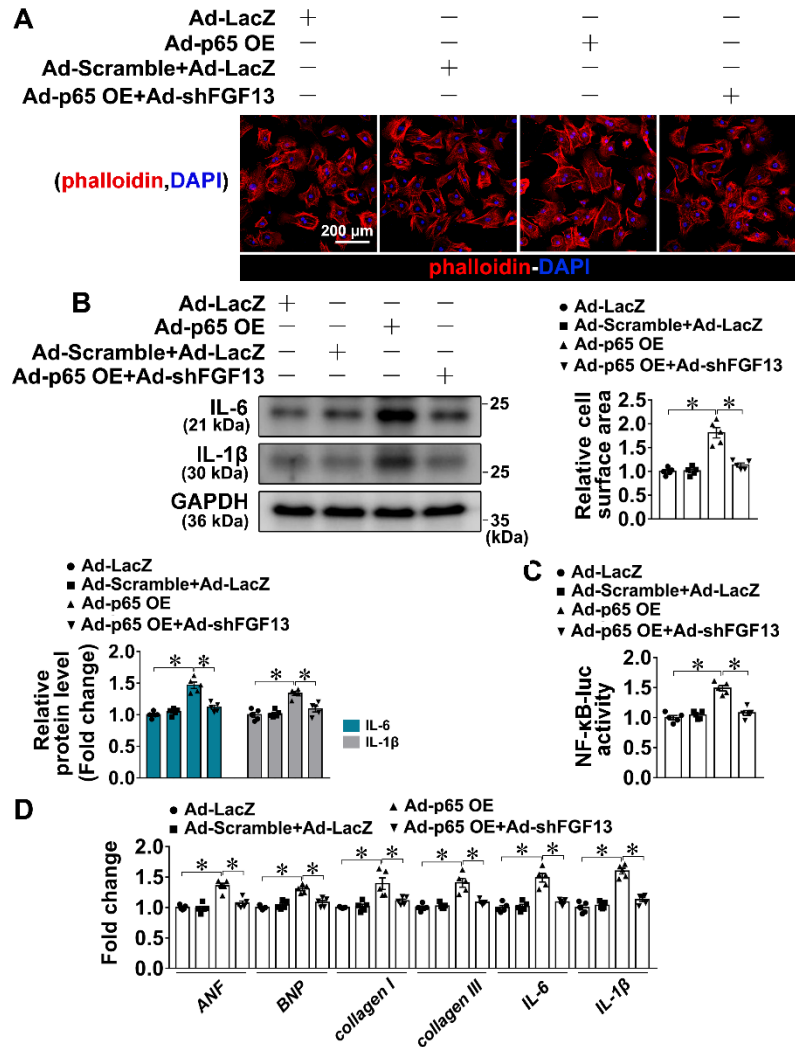 A
Ad-LacZ + — — —
Ad-p65 OE — — + —
Ad-Scramble+Ad-LacZ — + — —
Ad-p65 OE+Ad-shFGF13 — — — +
(phalloidin,DAPI)
200 μm
phalloidin-DAPI
B
Ad-LacZ + — — —
Ad-p65 OE — — + —
Ad-Scramble+Ad-LacZ — + — —
Ad-p65 OE+Ad-shFGF13 — — — +
IL-6
(21 kDa)
25
IL-1β
(30 kDa)
25
GAPDH
(36 kDa)
35
(kDa)
Ad-LacZ
Ad-Scramble+Ad-LacZ
Ad-p65 OE
Ad-p65 OE+Ad-shFGF13
Relative cell
surface area
2.5
2.0
1.5
1.0
0.5
0
* *
Ad-LacZ
Ad-Scramble+Ad-LacZ
Ad-p65 OE
Ad-p65 OE+Ad-shFGF13
Relative
protein level
(Fold change)
2.0
1.5
1.0
0.5
0.0
* * * *
IL-6
IL-1β
C
Ad-LacZ
Ad-Scramble+Ad-LacZ
Ad-p65 OE
Ad-p65 OE+Ad-shFGF13
NF-κB-luc
activity
2.0
1.5
1.0
0.5
0.0
* *
D
Ad-LacZ
Ad-Scramble+Ad-LacZ
Ad-p65 OE
Ad-p65 OE+Ad-shFGF13
Fold change
2.0
1.5
1.0
0.5
0.0
* * * * * * * * * * * *
ANF
BNP
collagen I
collagen III
IL-6
IL-1β